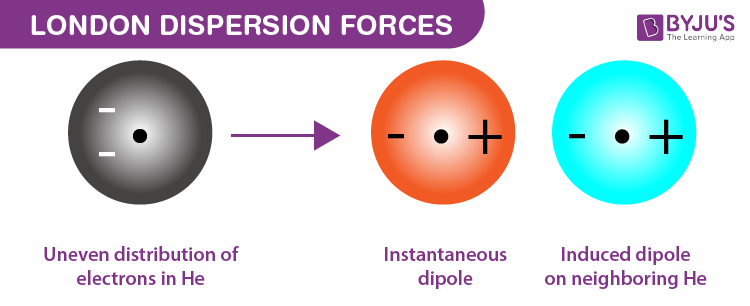 LONDON DISPERSION FORCES
BYJU'S
The Learning App
- - +  - +
-
Uneven distribution of
electrons in He
Instantaneous
dipole
Induced dipole
on neighboring He